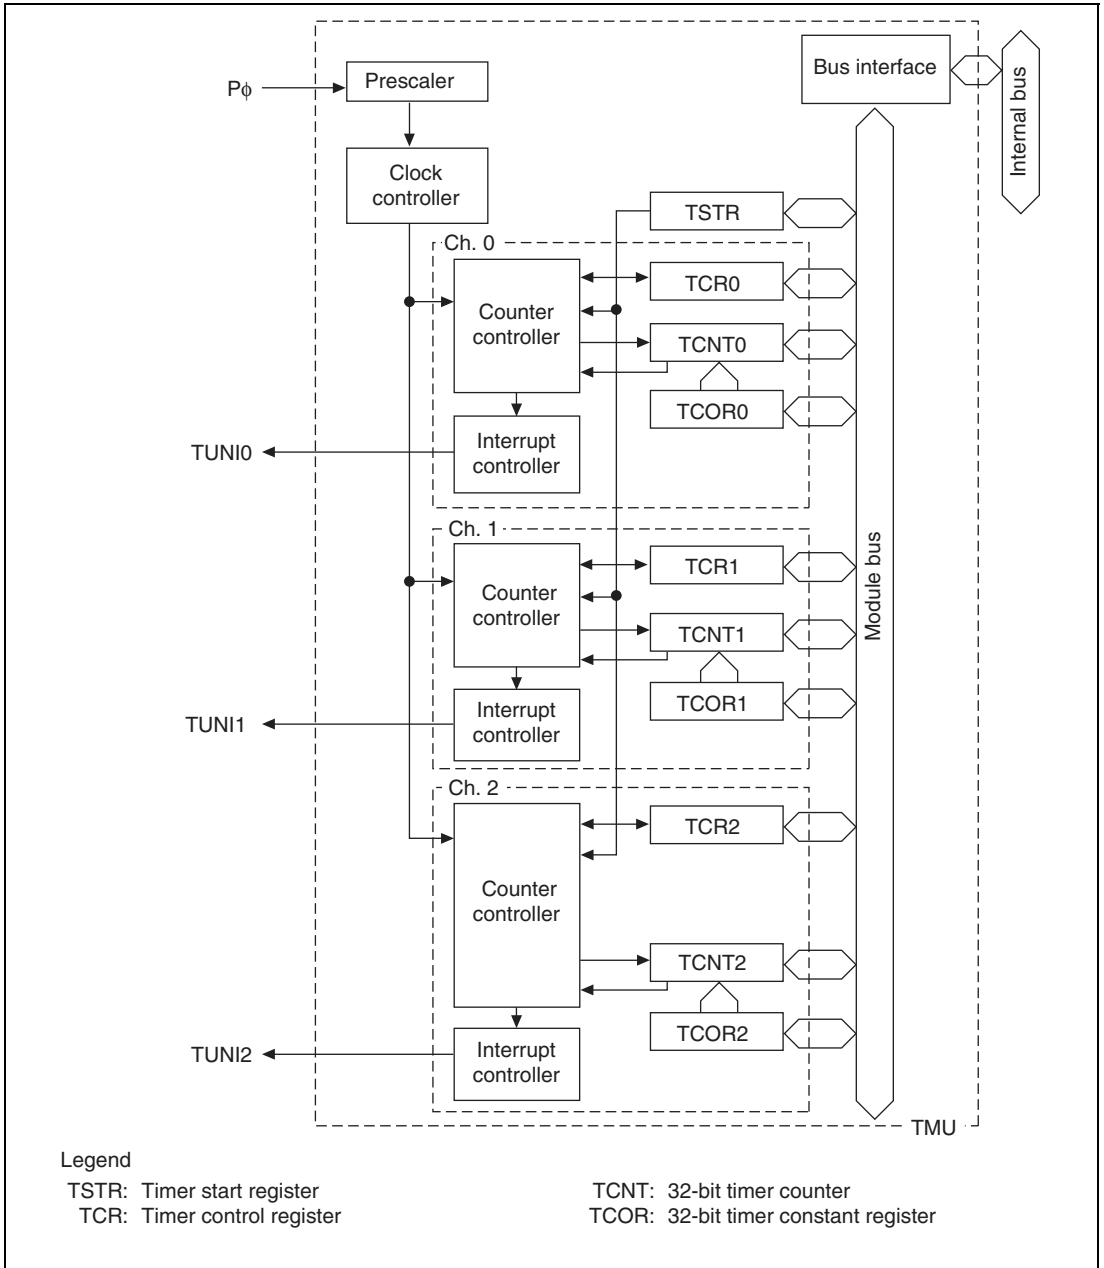 Bus interface
Internal bus
Pϕ
Prescaler
Clock
controller
TSTR
Ch. 0
Counter
controller
TCR0
TCNT0
TCOR0
Interrupt
controller
TUNI0
Ch. 1
Counter
controller
TCR1
TCNT1
TCOR1
Interrupt
controller
TUNI1
Module bus
Ch. 2
Counter
controller
TCR2
TCNT2
TCOR2
Interrupt
controller
TUNI2
TMU
Legend
TSTR: Timer start register
TCR: Timer control register
TCNT: 32-bit timer counter
TCOR: 32-bit timer constant register